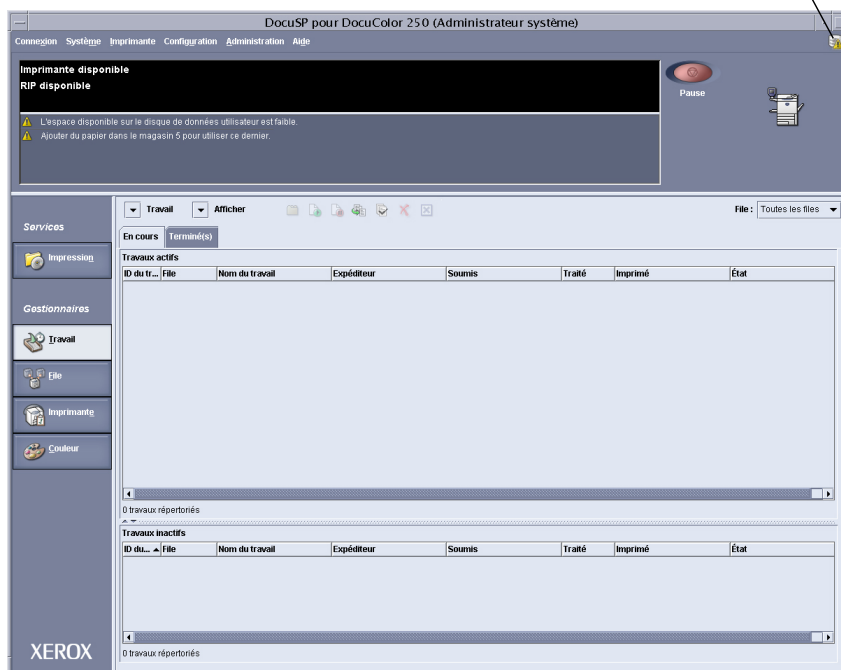 DocuSP pour DocuColor 250 (Administrateur système)
Connexion Système Imprimante Configuration Administration Aide
Imprimante disponible
RIP disponible
Pause
L'espace disponible sur le disque de données utilisateur est faible.
Ajouter du papier dans le magasin 5 pour utiliser ce dernier.
Services
Impression
Gestionnaires
Travail
File
Imprimante
Couleur
XEROX
Travail Afficher File : Toutes les files
En cours Terminé(s)
Travaux actifs
ID du tr... File Nom du travail Expéditeur Soumis Traité Imprimé État
0 travaux répertoriés
Travaux inactifs
ID du... File Nom du travail Expéditeur Soumis Traité Imprimé État
0 travaux répertoriés